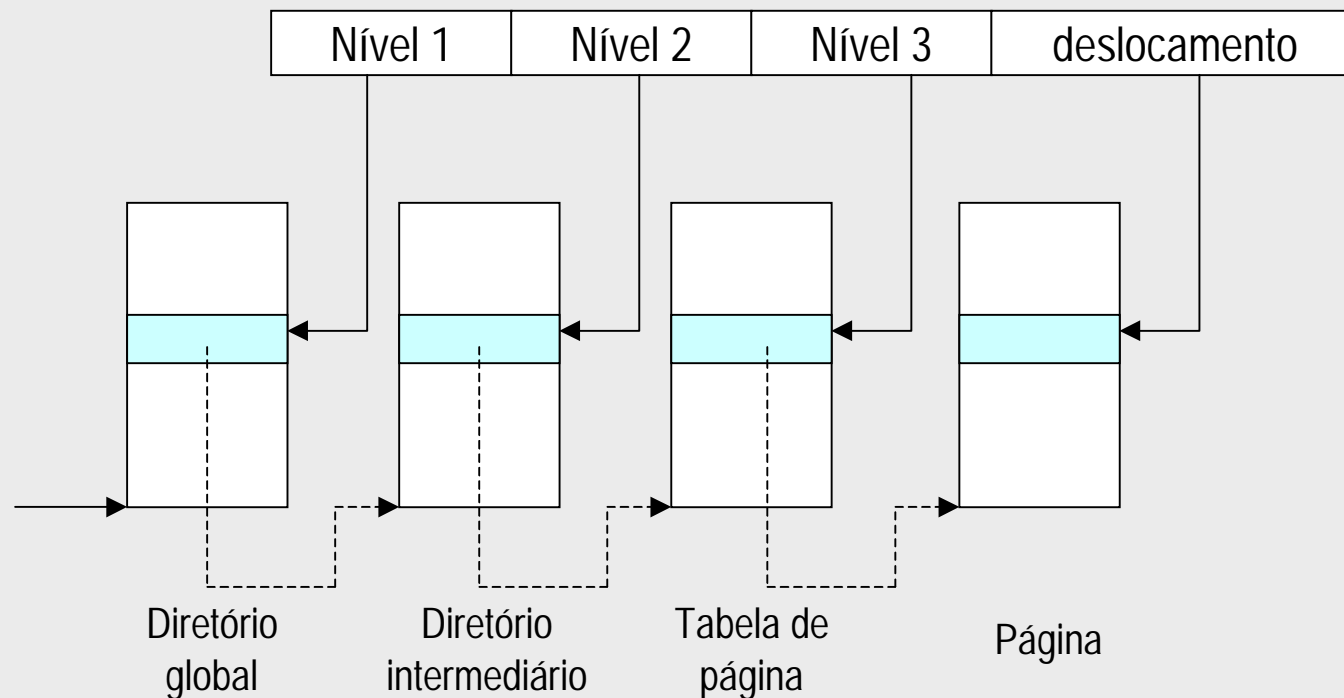 Nível 1 Nível 2 Nível 3 deslocamento
Diretório
global
Diretório
intermediário
Tabela de
página
Página